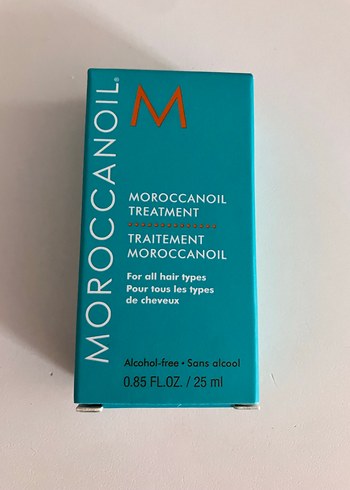 MOROCCANOIL®
M
MOROCCANOIL
TREATMENT
TRAITEMENT
MOROCCANOIL
For all hair types
Pour tous les types
de cheveux
Alcohol-free • Sans alcool
0.85 FL.OZ. / 25 ml